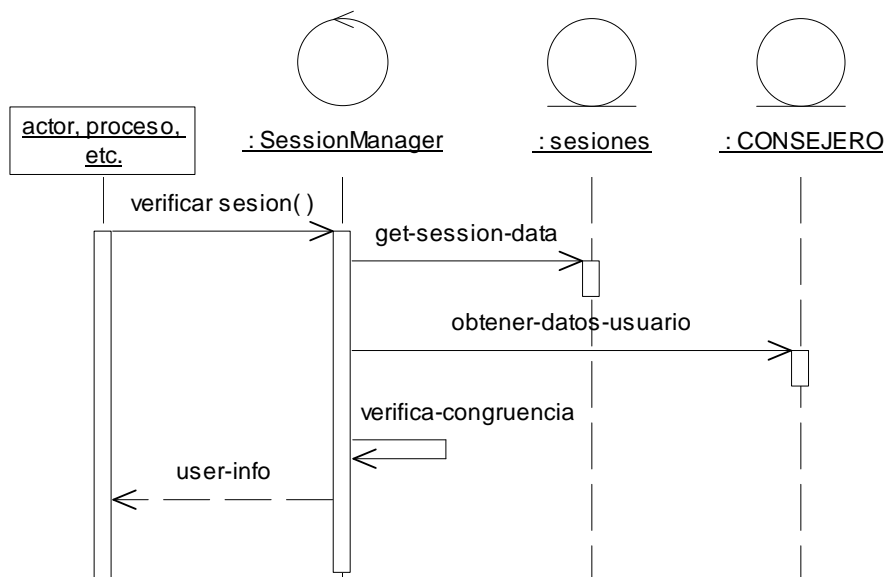 actor, proceso,
etc.
: SessionManager
: sesiones
: CONSEJERO
verificar sesion( )
get-session-data
obtener-datos-usuario
verifica-congruencia
user-info